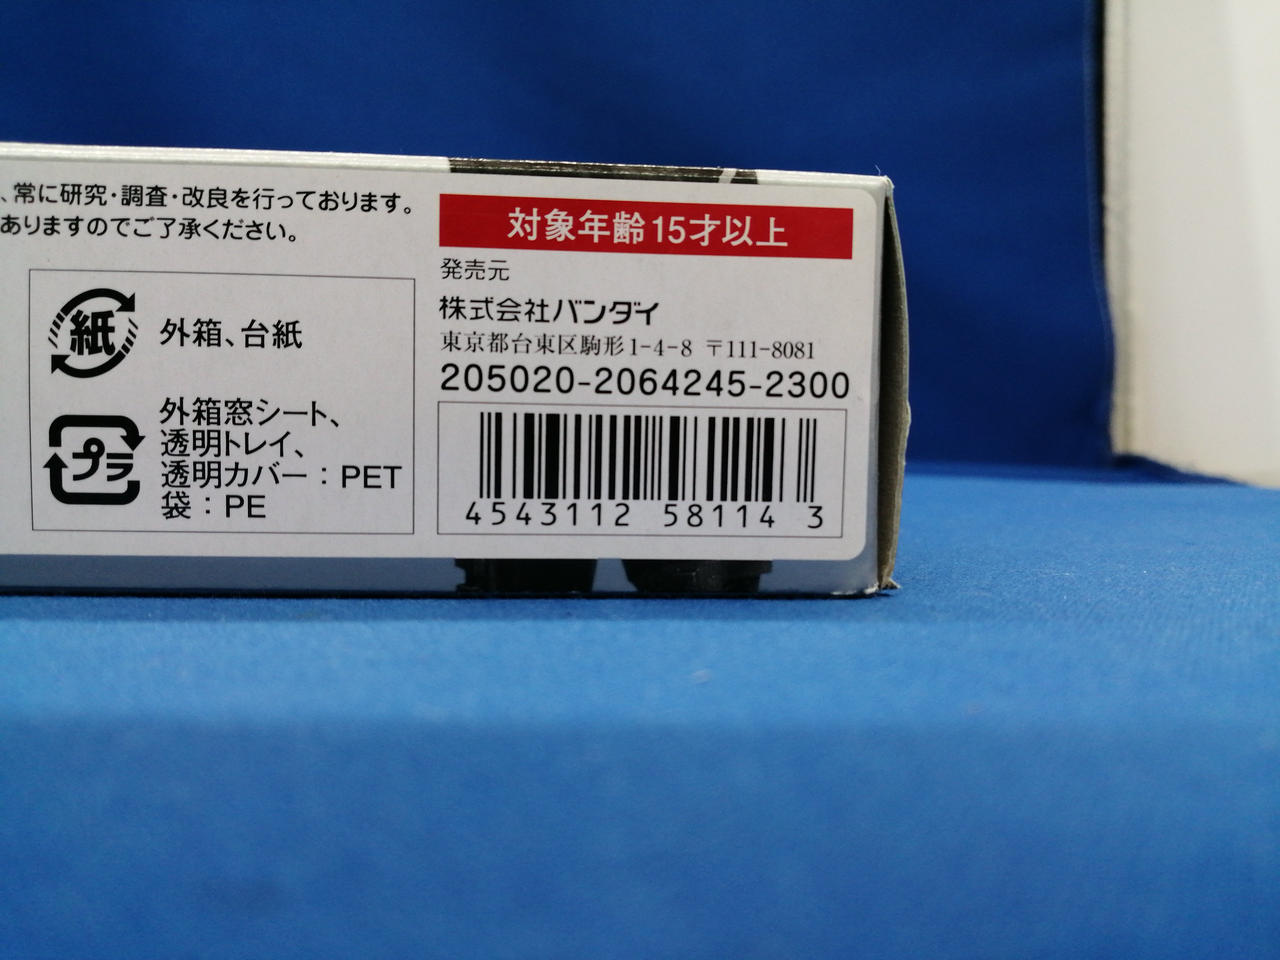 、常に研究・調査・改良を行っております。
ありますのでご了承ください。
紙
外箱、台紙
プラ
外箱窓シート、
透明トレイ、
透明カバー：PET
袋：PE
対象年齢15才以上
発売元
株式会社バンダイ
東京都台東区駒形1-4-8 〒111-8081
205020-2064245-2300
4543112 58114 3